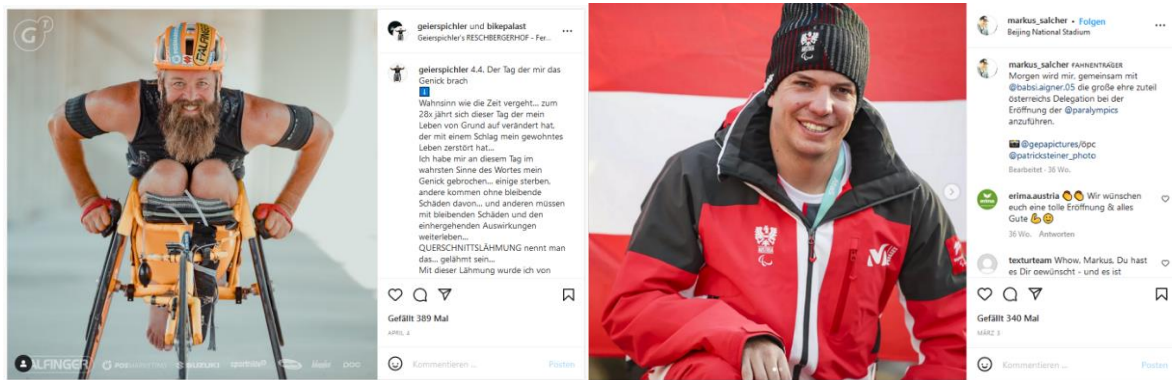 GT
PALFINGER
ALFINGER
geierspichler und bikepalast
Geierspichler's RESCHBERGERHOF - Fer...
geierspichler 4.4. Der Tag der mir das
Genick brach
⬇️
Wahnsinn wie die Zeit vergeht... zum
28x jährt sich dieser Tag der mein
Leben von Grund auf verändert hat,
der mit einem Schlag mein gewohntes
Leben zerstört hat...
Ich habe mir an diesem Tag im
wahrsten Sinne des Wortes mein
Genick gebrochen... einige sterben,
andere kommen ohne bleibende
Schäden davon... und anderen müssen
mit bleibenden Schäden und den
einhergehenden Auswirkungen
weiterleben...
QUERSCHNITTSLÄHMUNG nennt man
das... gelähmt sein...
Mit dieser Lähmung wurde ich von
Gefällt 389 Mal
APRIL 4
Kommentieren ...
Posten
markus_salcher • Folgen
Beijing National Stadium
markus_salcher FAHNENTRÄGER
Morgen wird mir, gemeinsam mit
@babsi.aigner.05 die große ehre zuteil
österreichs Delegation bei der
Eröffnung der @paralympics
anzuführen.
📷 @gepapictures/öpc
@patricksteiner_photo
Bearbeitet · 36 Wo.
erima
erima.austria 👏👏 Wir wünschen
euch eine tolle Eröffnung & alles
Gute 💪😃
36 Wo. Antworten
texturteam Whow, Markus, Du hast
es Dir gewünscht - und es ist
Gefällt 340 Mal
MÄRZ 3
Kommentieren ...
Posten